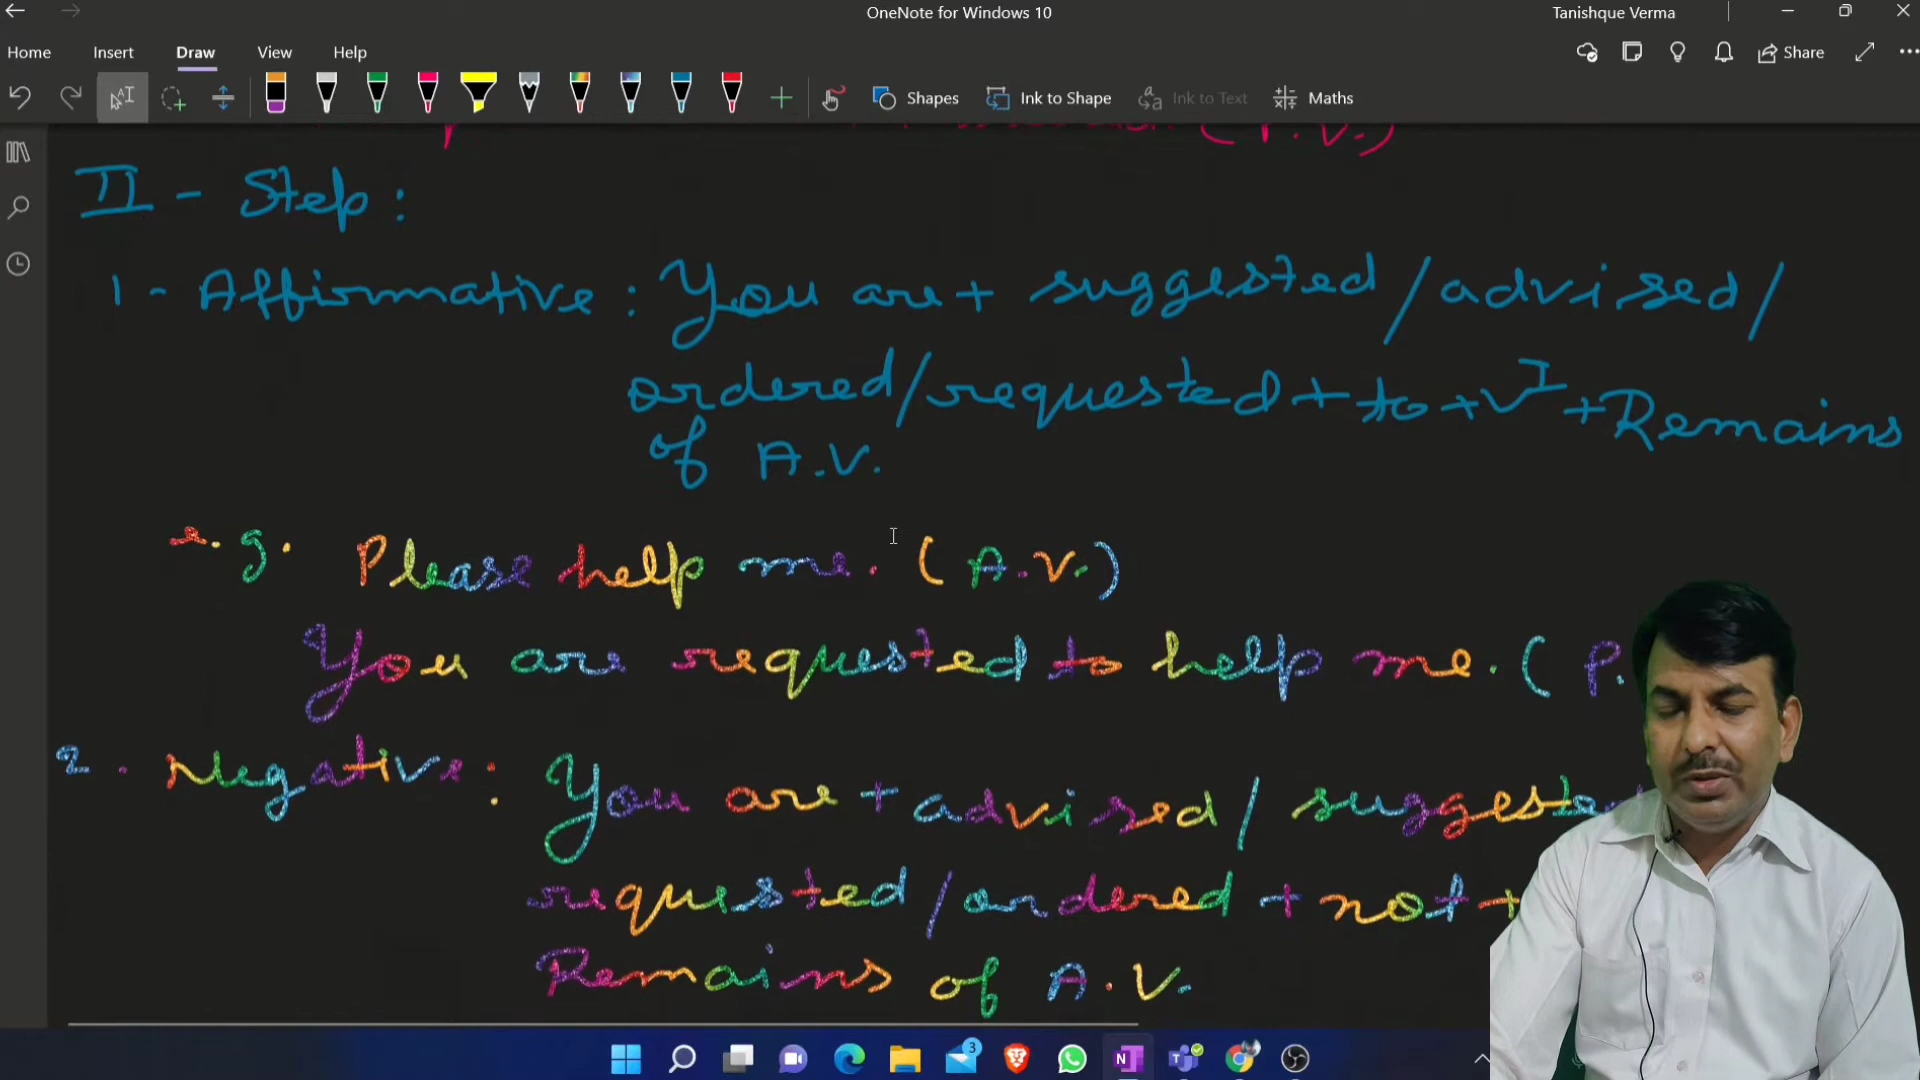 OneNote for Windows 10
Tanishque Verma
Home Insert Draw View Help
Share
Shapes Ink to Shape Ink to Text Maths
(P.V.)
II - Step:
1 - Affirmative: You are + suggested/advised/
ordered/requested + to + V^I + Remains
of A.V.
e.g. Please help me. (A.V.)
You are requested to help me. (P.
2. Negative: You are + advised/ suggested
requested/ordered + not +
Remains of A.V.
3